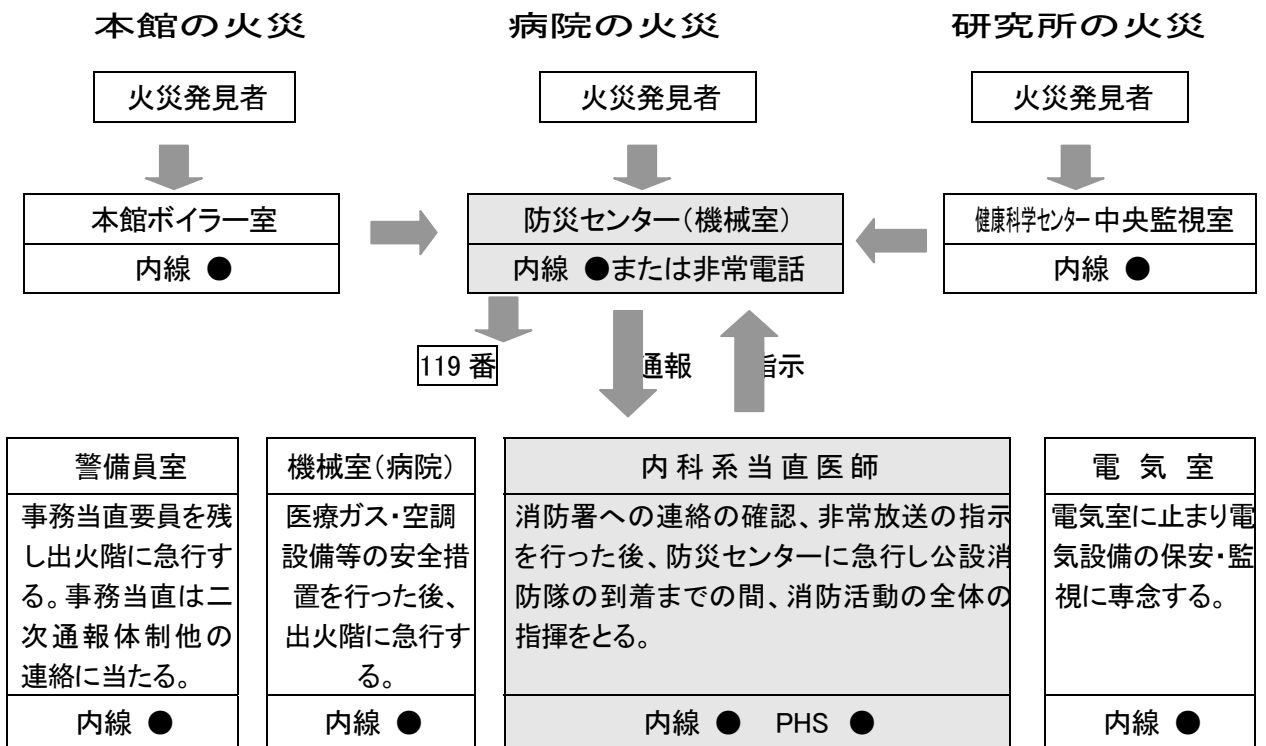 本館の火災
病院の火災
研究所の火災
火災発見者
火災発見者
火災発見者
本館ボイラー室
内線 ●
防災センター(機械室)
内線 ●または非常電話
健康科学センター中央監視室
内線 ●
119 番
通報
指示
警備員室
事務当直要員を残
し出火階に急行す
る。事務当直は二
次通報体制他の
連絡に当たる。
内線 ●
機械室(病院)
医療ガス・空調
設備等の安全措
置を行った後、
出火階に急行す
る。
内線 ●
内科系当直医師
消防署への連絡の確認、非常放送の指示
を行った後、防災センターに急行し公設消
防隊の到着までの間、消防活動の全体の
指揮をとる。
内線 ● PHS ●
電気室
電気室に止まり電
気設備の保安・監
視に専念する。
内線 ●